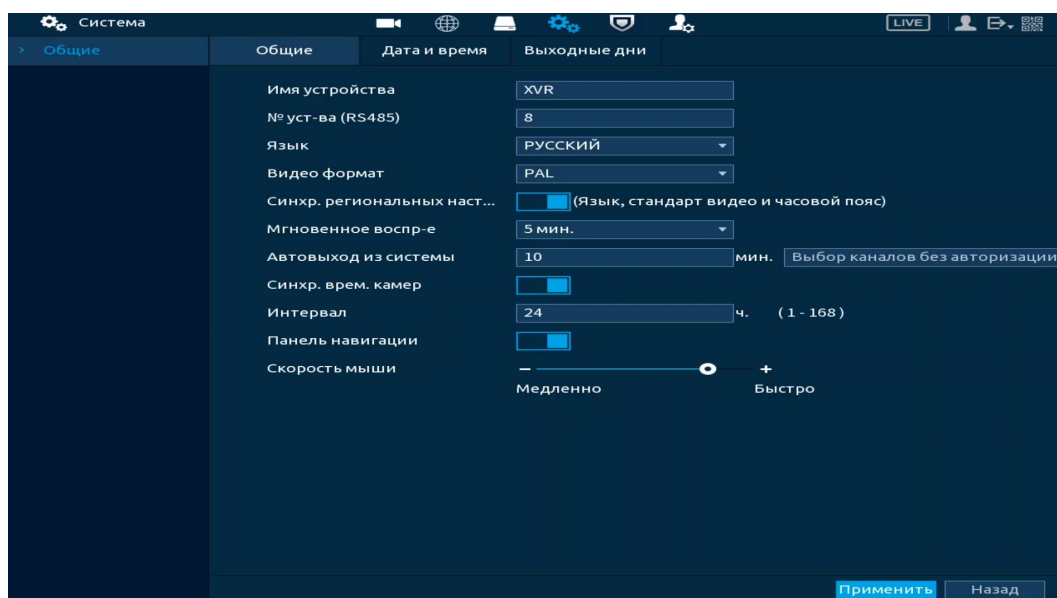 Система LIVE
> Общие Общие Дата и время Выходные дни
Имя устройства XVR
№ уст-ва (RS485) 8
Язык РУССКИЙ
Видео формат PAL
Синхр. региональных наст... (Язык, стандарт видео и часовой пояс)
Мгновенное воспр-е 5 мин.
Автовыход из системы 10 мин. Выбор каналов без авторизации
Синхр. врем. камер
Интервал 24 ч. (1 - 168)
Панель навигации
Скорость мыши − +
Медленно Быстро
Применить Назад